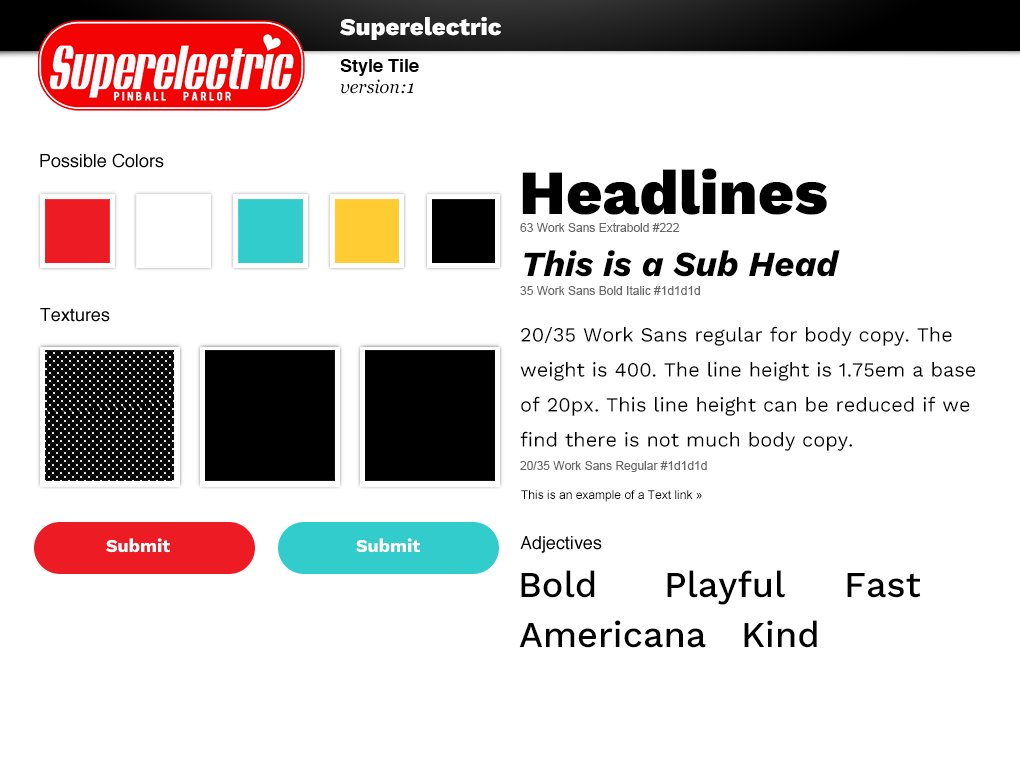 Superelectric
Superelectric
PINBALL PARLOR
Style Tile
version:1
Possible Colors
Textures
Submit
Submit
Headlines
63 Work Sans Extrabold #222
This is a Sub Head
35 Work Sans Bold Italic #1d1d1d
20/35 Work Sans regular for body copy. The
weight is 400. The line height is 1.75em a base
of 20px. This line height can be reduced if we
find there is not much body copy.
20/35 Work Sans Regular #1d1d1d
This is an example of a Text link »
Adjectives
Bold Playful Fast
Americana Kind